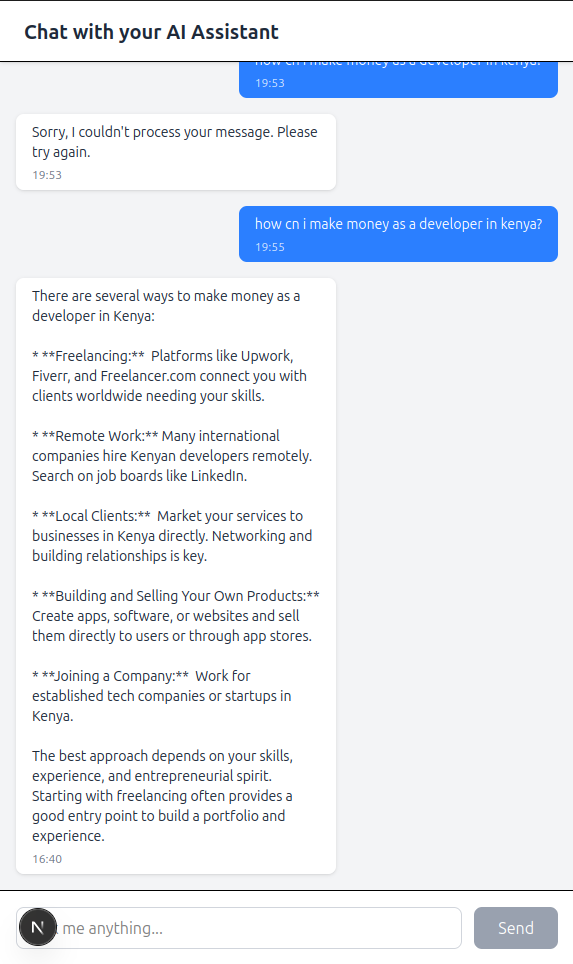 Chat with your AI Assistant
how cn i make money as a developer in kenya?
19:53
Sorry, I couldn't process your message. Please
try again.
19:53
how cn i make money as a developer in kenya?
19:55
There are several ways to make money as a
developer in Kenya:
* **Freelancing:**  Platforms like Upwork,
Fiverr, and Freelancer.com connect you with
clients worldwide needing your skills.
* **Remote Work:** Many international
companies hire Kenyan developers remotely.
Search on job boards like LinkedIn.
* **Local Clients:**  Market your services to
businesses in Kenya directly. Networking and
building relationships is key.
* **Building and Selling Your Own Products:**
Create apps, software, or websites and sell
them directly to users or through app stores.
* **Joining a Company:**  Work for
established tech companies or startups in
Kenya.
The best approach depends on your skills,
experience, and entrepreneurial spirit.
Starting with freelancing often provides a
good entry point to build a portfolio and
experience.
16:40
N
me anything...
Send